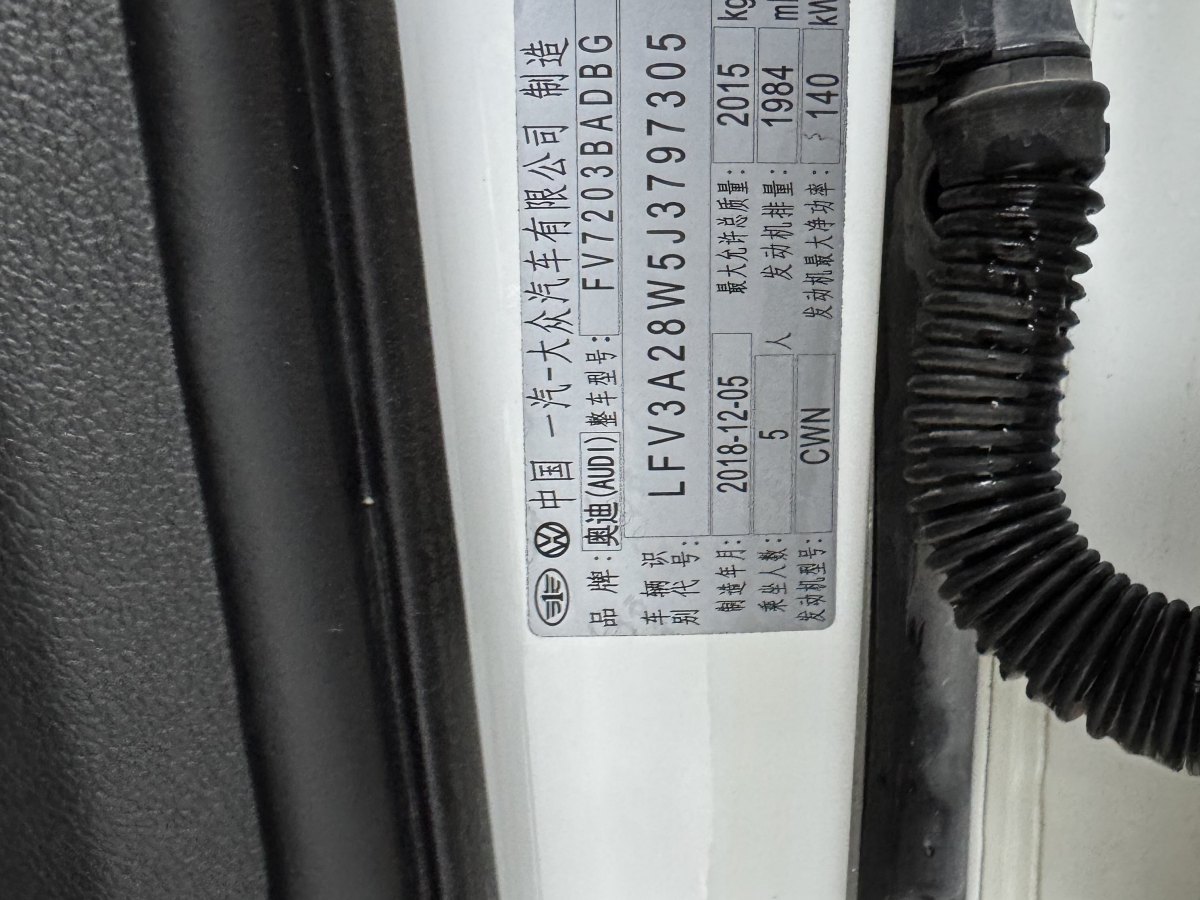 中国 一汽-大众汽车有限公司 制造
品牌: 奥迪(AUDI) 整车型号: FV7203BADBG
车辆识别代号: LFV3A28W5J3797305
制造年月: 2018-12-05 最大允许总质量: 2015 kg
乘坐人数: 5 人 发动机排量: 1984
发动机型号: CWN 发动机最大净功率: 140 kW